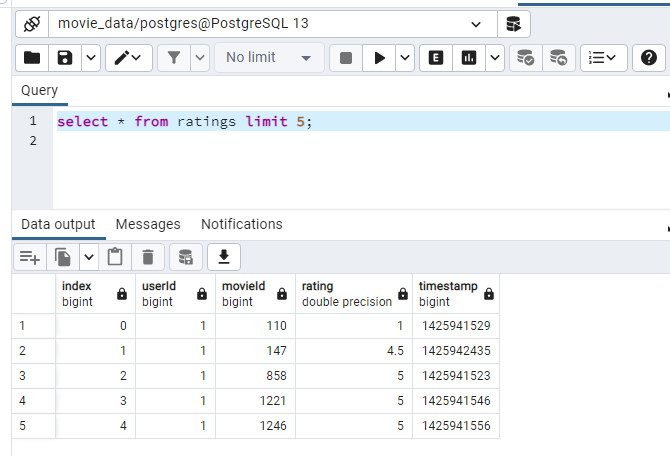 movie_data/postgres@PostgreSQL 13
No limit E
Query
1 select * from ratings limit 5;
2
Data output Messages Notifications
index userId movieId rating timestamp
bigint bigint bigint double precision bigint
1 0 1 110 1 1425941529
2 1 1 147 4.5 1425942435
3 2 1 858 5 1425941523
4 3 1 1221 5 1425941546
5 4 1 1246 5 1425941556